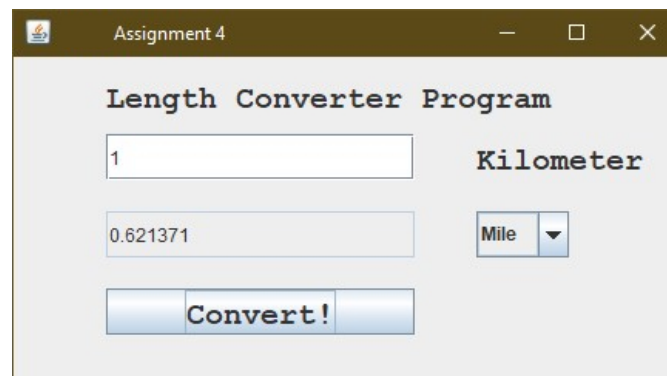 Assignment 4
Length Converter Program
1
Kilometer
0.621371
Mile
Convert!